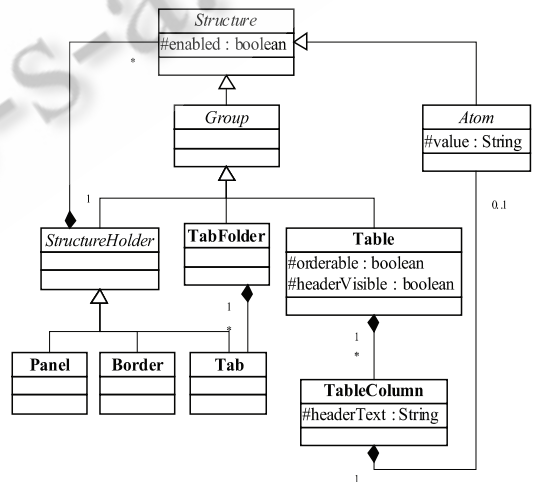 Structure
#enabled : boolean
*
Group
Atom
#value : String
0..1
1
StructureHolder
TabFolder
Table
#orderable : boolean
#headerVisible : boolean
1
*
1
*
Panel
Border
Tab
TableColumn
#headerText : String
1